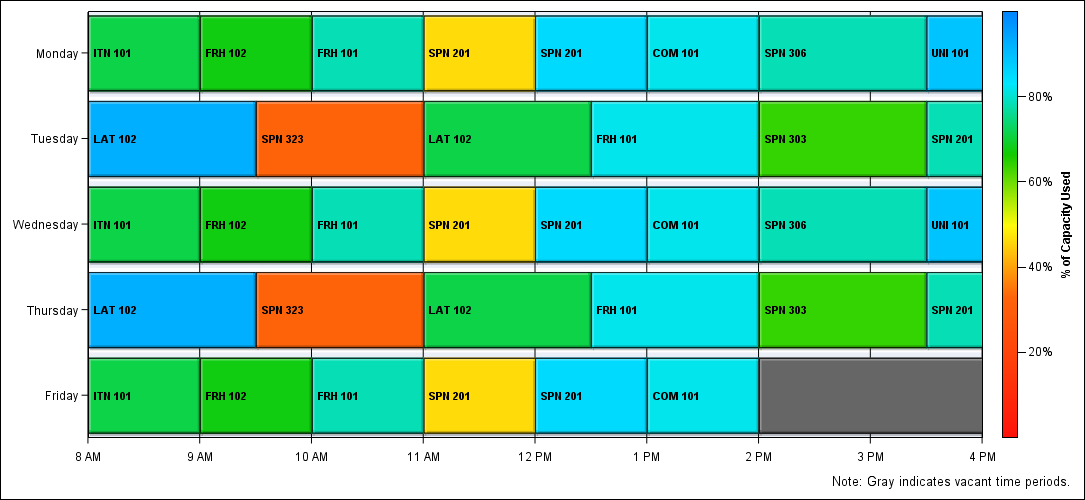 Monday ITN 101 FRH 102 FRH 101 SPN 201 SPN 201 COM 101 SPN 306 UNI 101
Tuesday LAT 102 SPN 323 LAT 102 FRH 101 SPN 303 SPN 201
Wednesday ITN 101 FRH 102 FRH 101 SPN 201 SPN 201 COM 101 SPN 306 UNI 101
Thursday LAT 102 SPN 323 LAT 102 FRH 101 SPN 303 SPN 201
Friday ITN 101 FRH 102 FRH 101 SPN 201 SPN 201 COM 101
8 AM 9 AM 10 AM 11 AM 12 PM 1 PM 2 PM 3 PM 4 PM
80%
60%
40%
20%
% of Capacity Used
Note: Gray indicates vacant time periods.